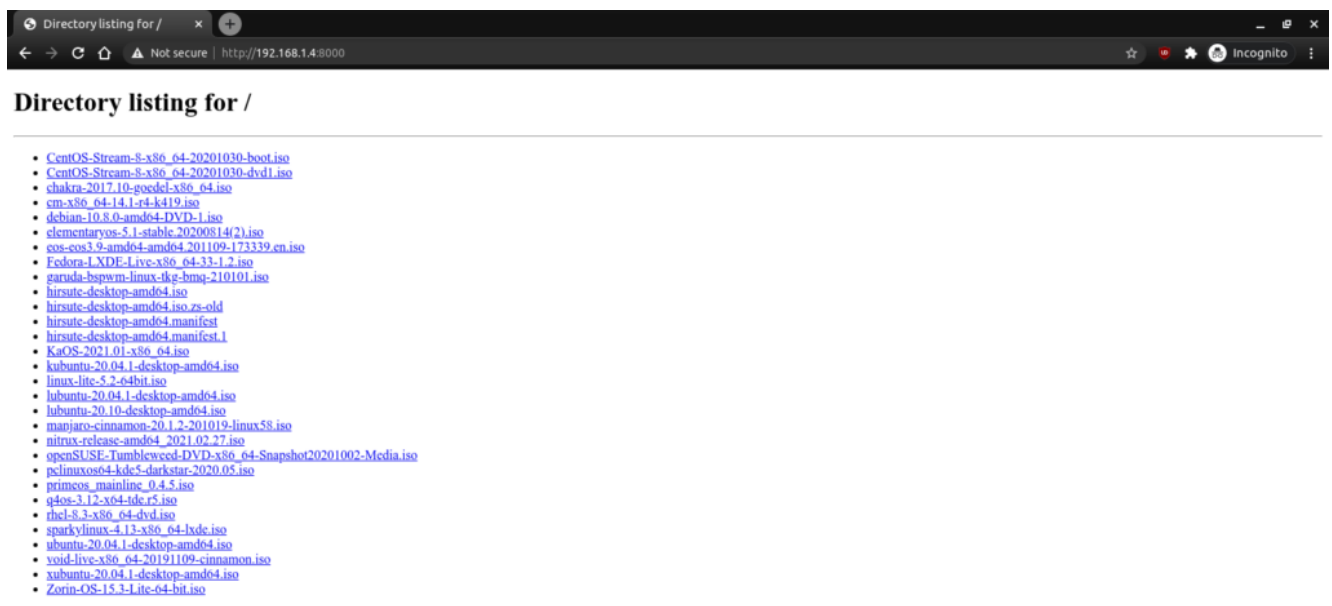 Directory listing for /
Not secure | http://192.168.1.4:8000
Incognito
Directory listing for /
CentOS-Stream-8-x86_64-20201030-boot.iso
CentOS-Stream-8-x86_64-20201030-dvd1.iso
chakra-2017.10-goedel-x86_64.iso
cm-x86_64-14.1-r4-k419.iso
debian-10.8.0-amd64-DVD-1.iso
elementaryos-5.1-stable.20200814(2).iso
eos-eos3.9-amd64-amd64.201109-173339.en.iso
Fedora-LXDE-Live-x86_64-33-1.2.iso
garuda-bspwm-linux-tkg-bmq-210101.iso
hirsute-desktop-amd64.iso
hirsute-desktop-amd64.iso.zs-old
hirsute-desktop-amd64.manifest
hirsute-desktop-amd64.manifest.1
KaOS-2021.01-x86_64.iso
kubuntu-20.04.1-desktop-amd64.iso
linux-lite-5.2-64bit.iso
lubuntu-20.04.1-desktop-amd64.iso
lubuntu-20.10-desktop-amd64.iso
manjaro-cinnamon-20.1.2-201019-linux58.iso
nitrux-release-amd64_2021.02.27.iso
openSUSE-Tumbleweed-DVD-x86_64-Snapshot20201002-Media.iso
pclinuxos64-kde5-darkstar-2020.05.iso
primeos_mainline_0.4.5.iso
q4os-3.12-x64-tde.r5.iso
rhel-8.3-x86_64-dvd.iso
sparkylinux-4.13-x86_64-lxde.iso
ubuntu-20.04.1-desktop-amd64.iso
void-live-x86_64-20191109-cinnamon.iso
xubuntu-20.04.1-desktop-amd64.iso
Zorin-OS-15.3-Lite-64-bit.iso